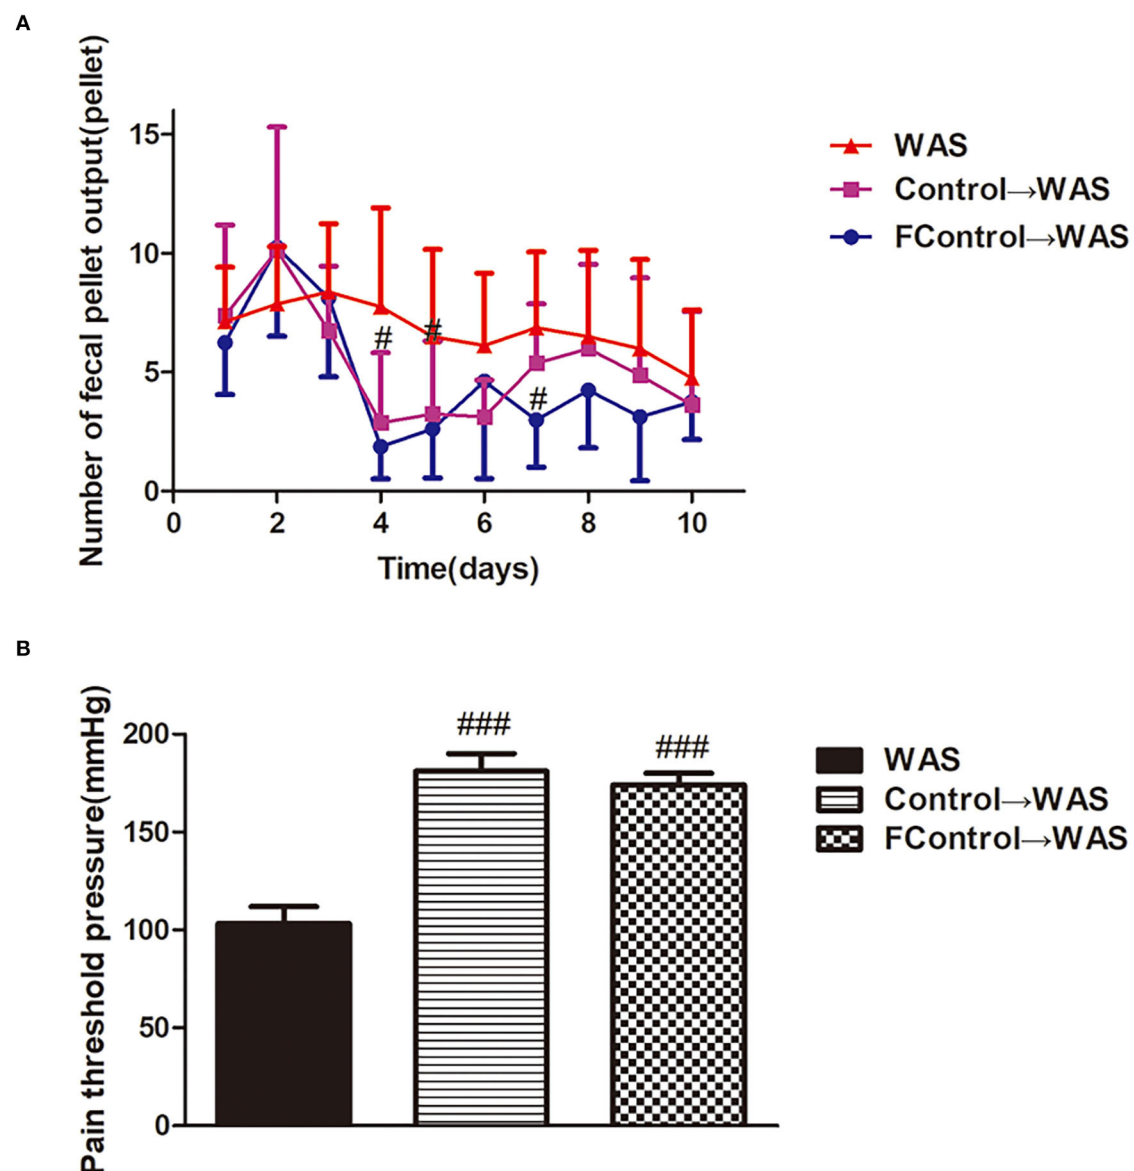 A
Number of fecal pellet output(pellet)
15
10
5
0
0 2 4 6 8 10
Time(days)
# # #
WAS
Control→WAS
FControl→WAS
B
Pain threshold pressure(mmHg)
200
150
100
50
0
###
###
WAS
Control→WAS
FControl→WAS